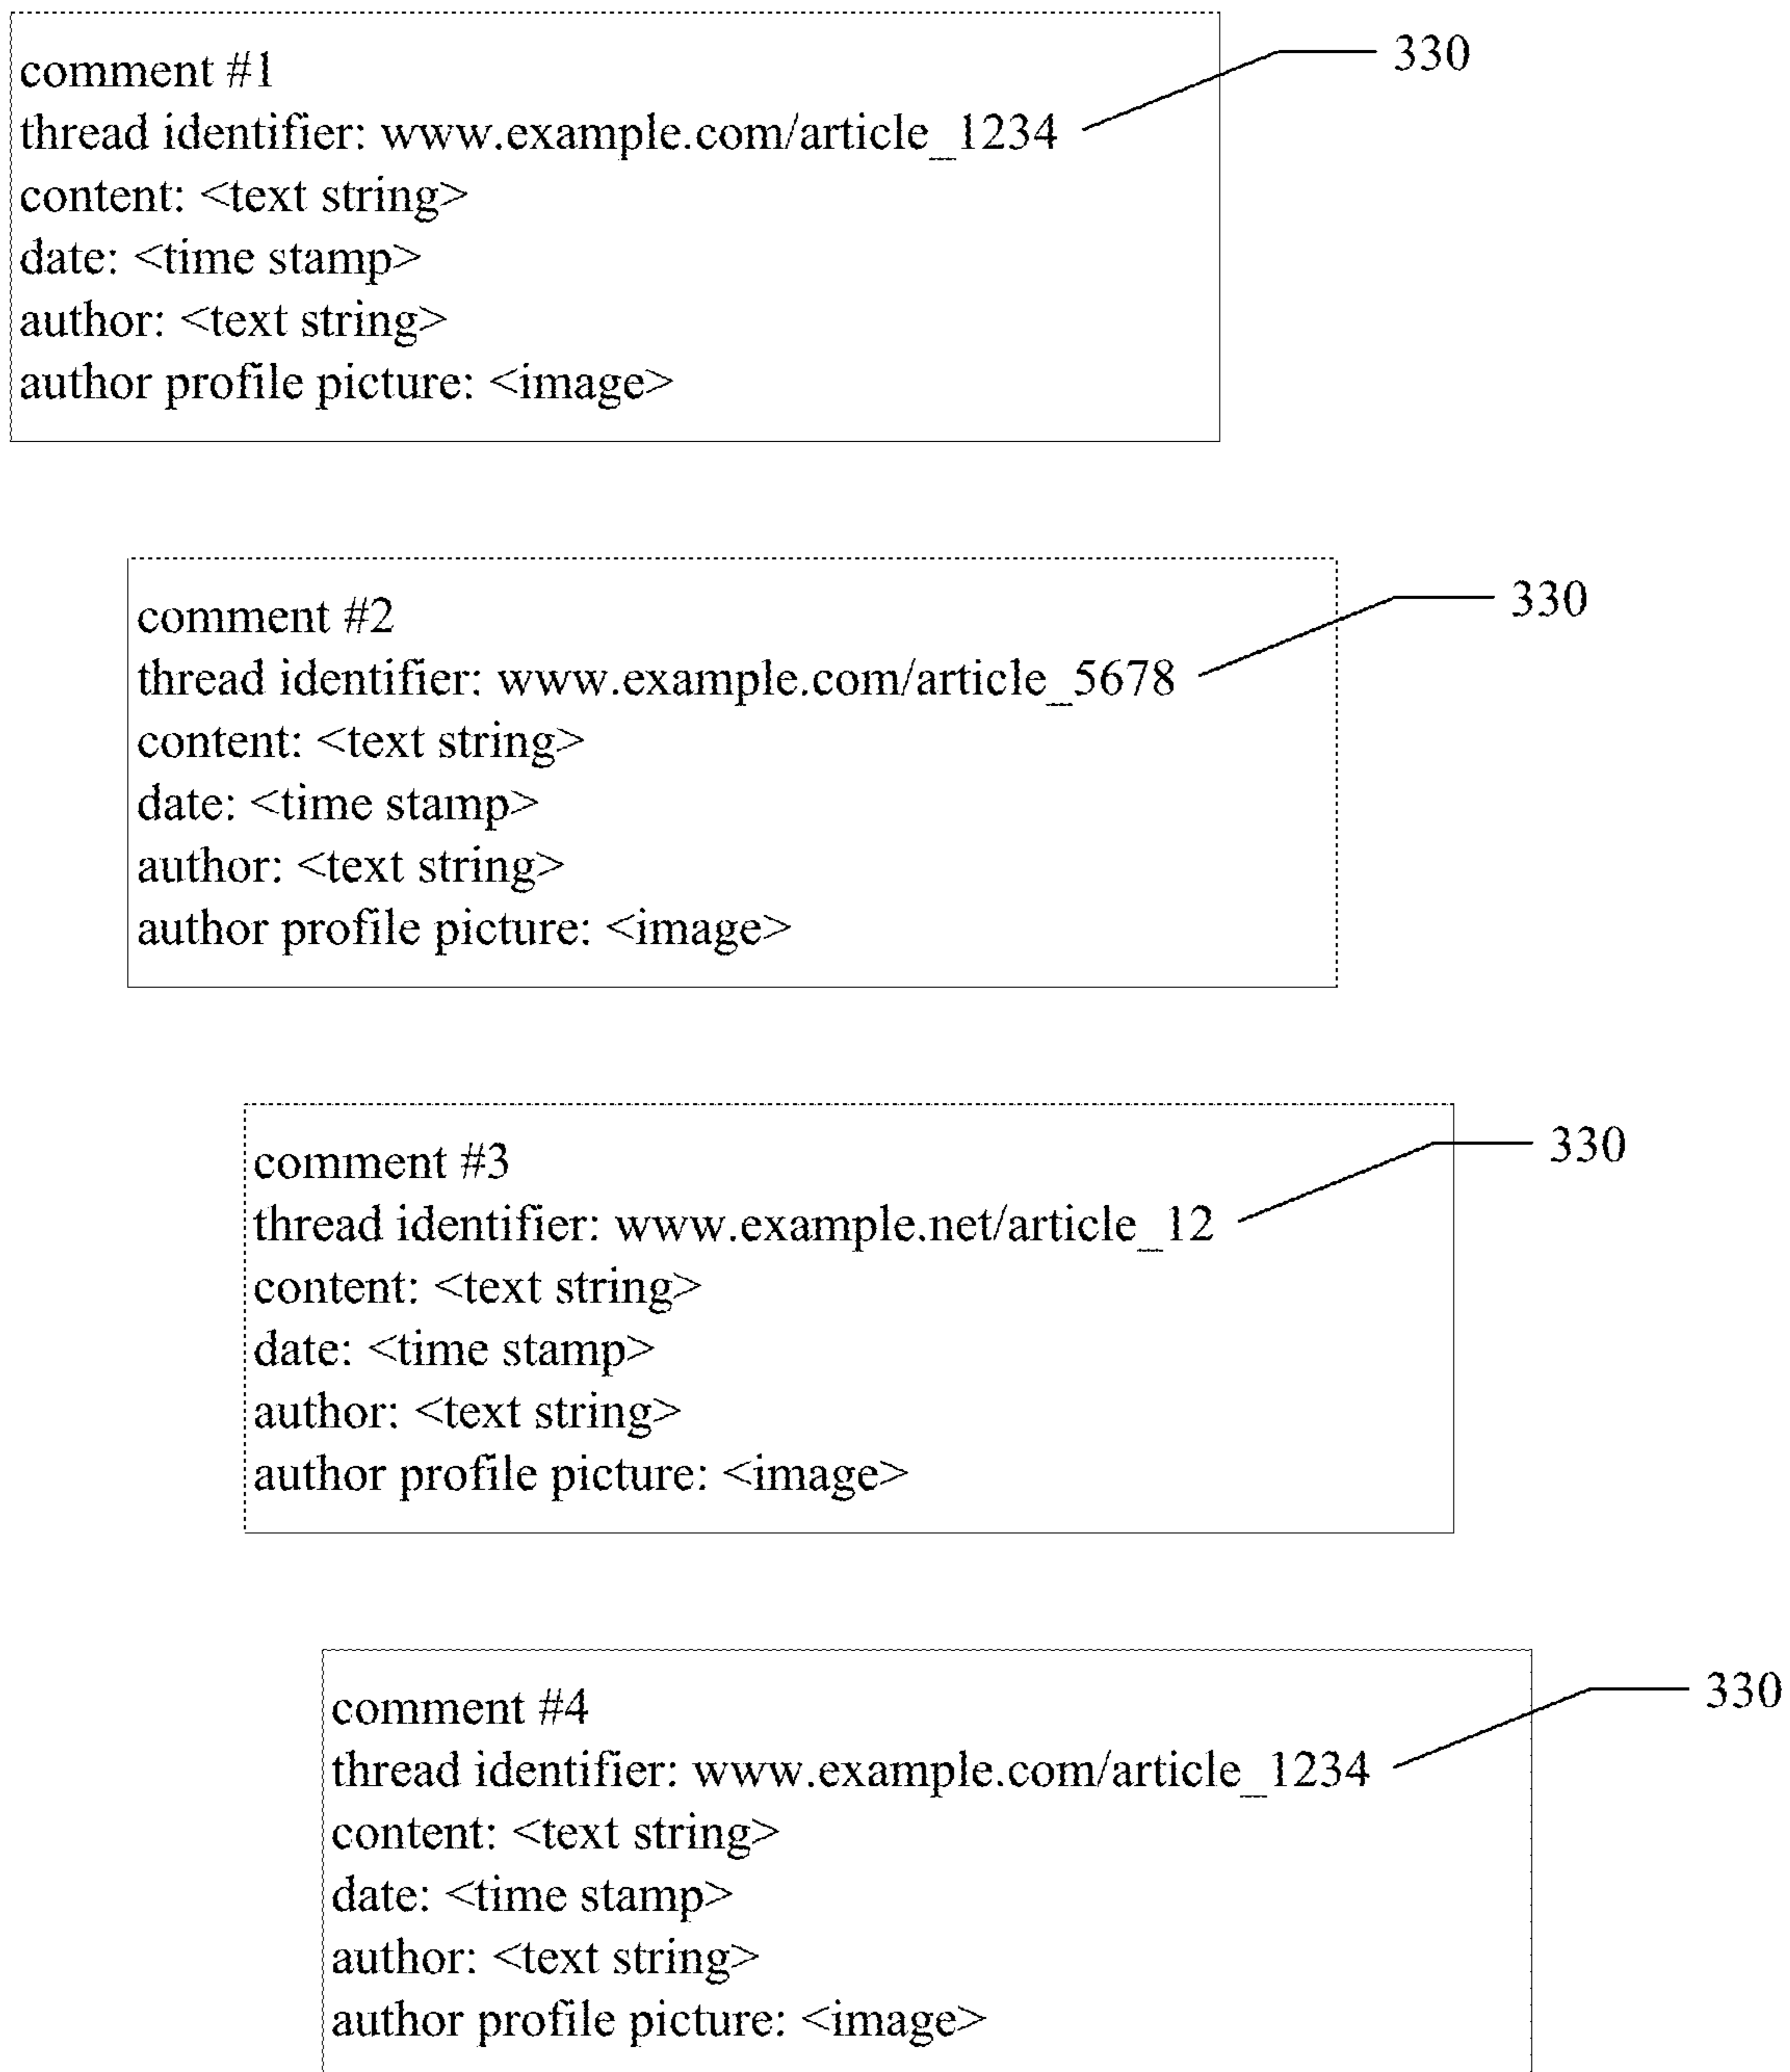 comment #1
330
thread identifier: www.example.com/article_1234
content: <text string>
date: <time stamp>
author: <text string>
author profile picture: <image>
comment #2
330
thread identifier: www.example.com/article_5678
content: <text string>
date: <time stamp>
author: <text string>
author profile picture: <image>
comment #3
330
thread identifier: www.example.net/article_12
content: <text string>
date: <time stamp>
author: <text string>
author profile picture: <image>
comment #4
330
thread identifier: www.example.com/article_1234
content: <text string>
date: <time stamp>
author: <text string>
author profile picture: <image>